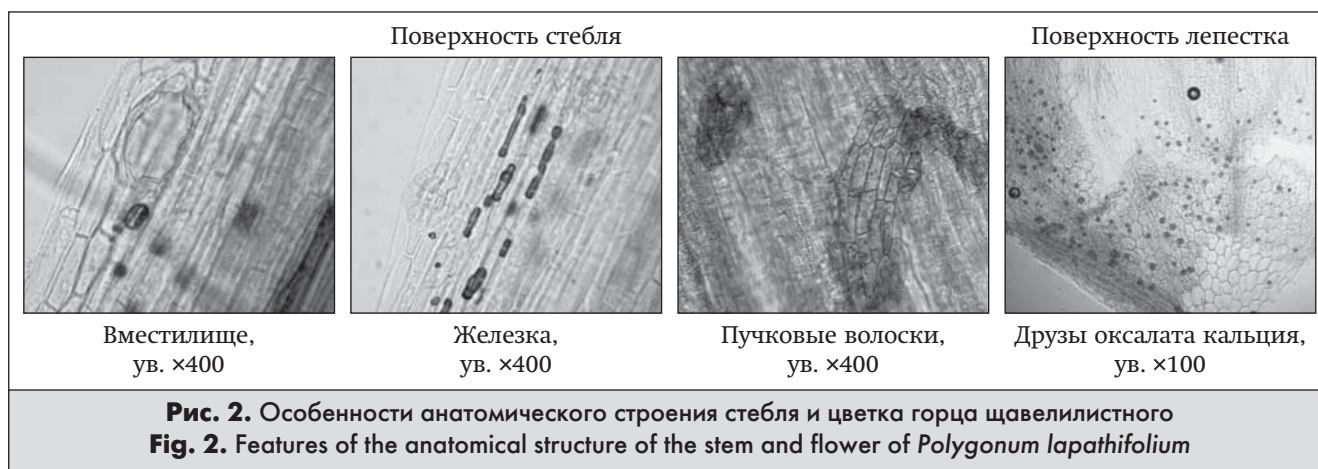 Поверхность стебля
Поверхность лепестка
Вместилище,
ув. ×400
Железка,
ув. ×400
Пучковые волоски,
ув. ×400
Друзы оксалата кальция,
ув. ×100
Рис. 2. Особенности анатомического строения стебля и цветка горца щавелилистного
Fig. 2. Features of the anatomical structure of the stem and flower of Polygonum lapathifolium